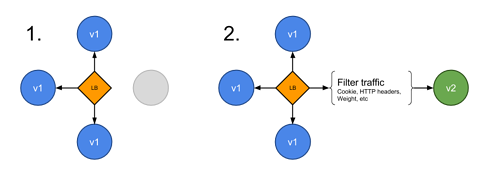 1.
v1
v1
LB
v1
2.
v1
v1
LB
Filter traffic
Cookie, HTTP headers,
Weight, etc
v2
v1